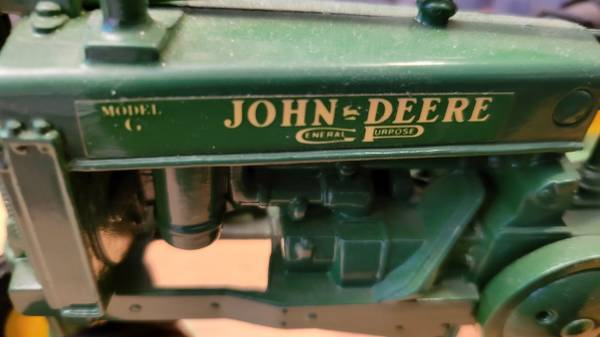 MODEL
G
JOHN DEERE
GENERAL PURPOSE